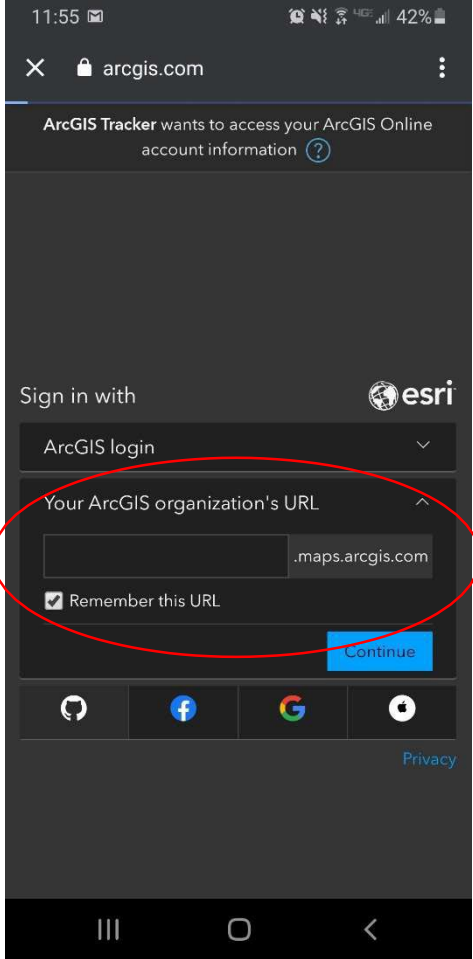 11:55 4GE 42%
arcgis.com
ArcGIS Tracker wants to access your ArcGIS Online
account information ?
Sign in with esri
ArcGIS login
Your ArcGIS organization's URL
.maps.arcgis.com
Remember this URL
Continue
G
Privacy